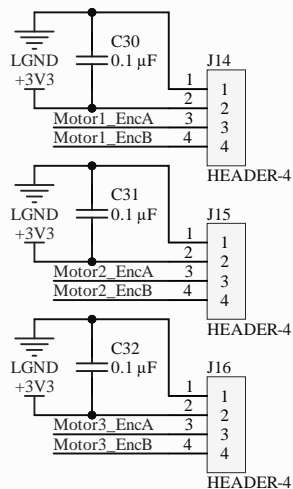 C30
0.1 µF
LGND
+3V3
J14
1 1
2 2
Motor1_EncA 3 3
Motor1_EncB 4 4
HEADER-4
C31
0.1 µF
LGND
+3V3
J15
1 1
2 2
Motor2_EncA 3 3
Motor2_EncB 4 4
HEADER-4
C32
0.1 µF
LGND
+3V3
J16
1 1
2 2
Motor3_EncA 3 3
Motor3_EncB 4 4
HEADER-4